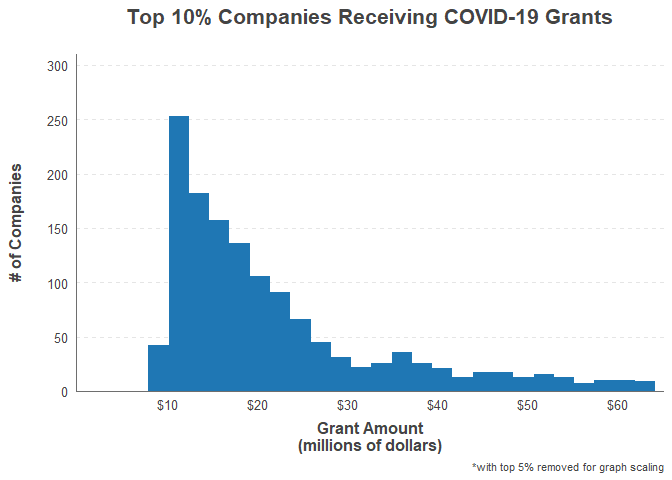 Top 10% Companies Receiving COVID-19 Grants
300
250
200
150
100
50
0
# of Companies
$10 $20 $30 $40 $50 $60
Grant Amount
(millions of dollars)
*with top 5% removed for graph scaling